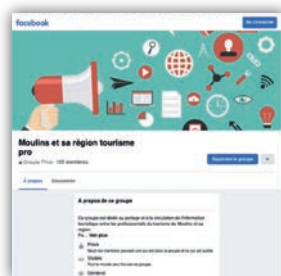 facebook
Se connecter
Moulins et sa région tourisme
pro
Groupe Privé · 103 membres
Rejoindre le groupe
À propos
Discussion
À propos de ce groupe
Ce groupe est dédié au partage et à la circulation de l'information
touristique entre les professionnels du tourisme de Moulins et sa
région
Voir plus
Privé
Visible
Général